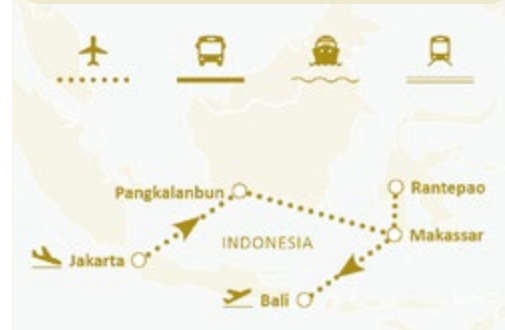 Pangkalanbun
Rantepao
INDONESIA
Makassar
Jakarta
Bali